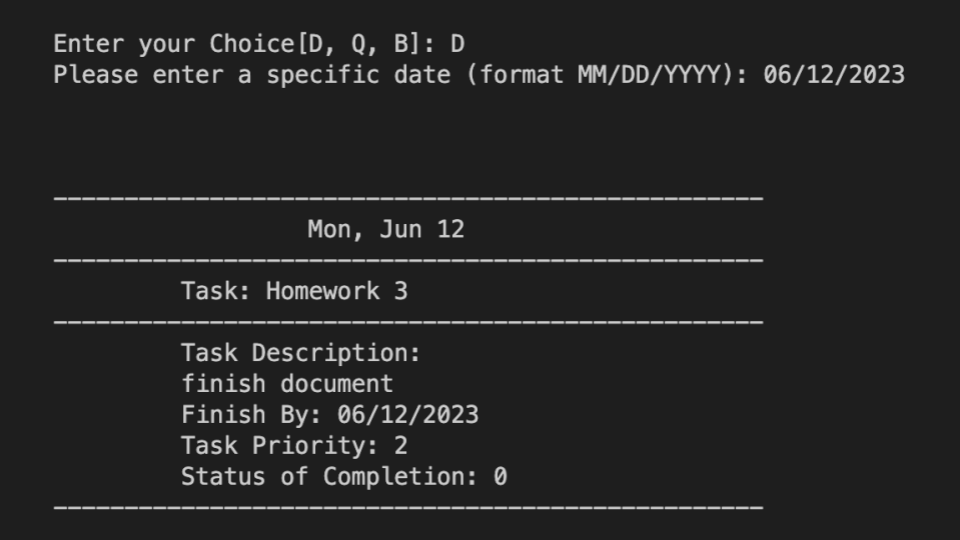 Enter your Choice[D, Q, B]: D
Please enter a specific date (format MM/DD/YYYY): 06/12/2023
--------------------------------------------------
Mon, Jun 12
--------------------------------------------------
Task: Homework 3
--------------------------------------------------
Task Description:
finish document
Finish By: 06/12/2023
Task Priority: 2
Status of Completion: 0
--------------------------------------------------